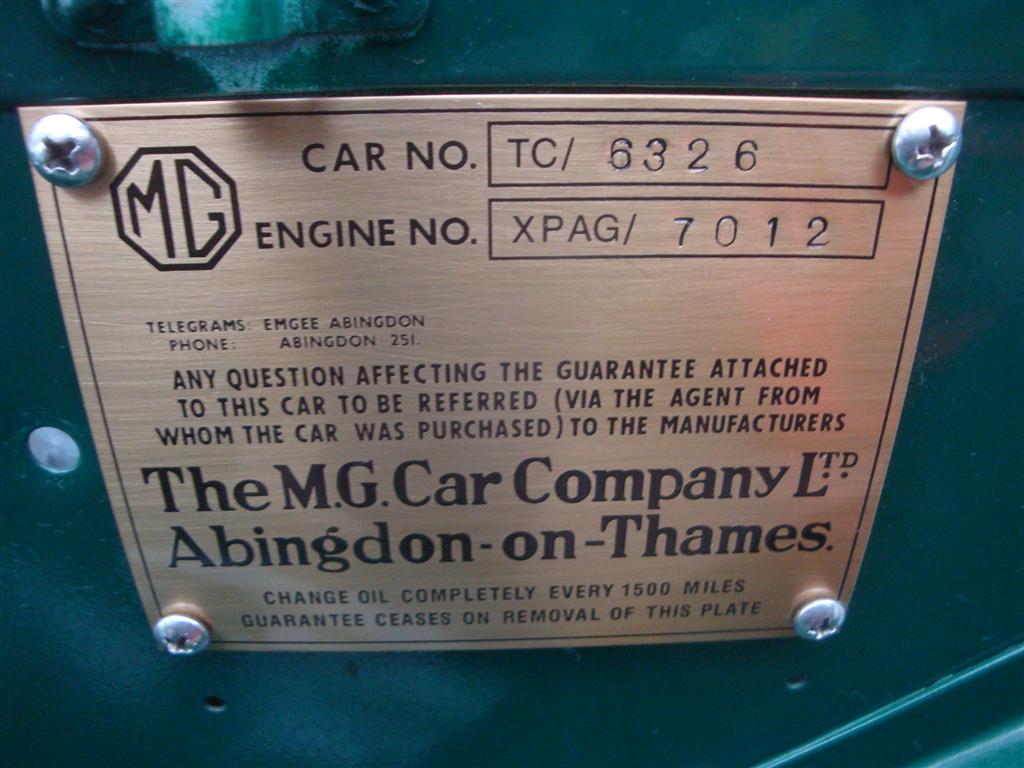 MG
CAR NO. TC/ 6326
ENGINE NO. XPAG/ 7012
TELEGRAMS: EMGEE ABINGDON
PHONE: ABINGDON 251.
ANY QUESTION AFFECTING THE GUARANTEE ATTACHED
TO THIS CAR TO BE REFERRED (VIA THE AGENT FROM
WHOM THE CAR WAS PURCHASED) TO THE MANUFACTURERS
The M.G. Car Company LTD
Abingdon-on-Thames.
CHANGE OIL COMPLETELY EVERY 1500 MILES
GUARANTEE CEASES ON REMOVAL OF THIS PLATE